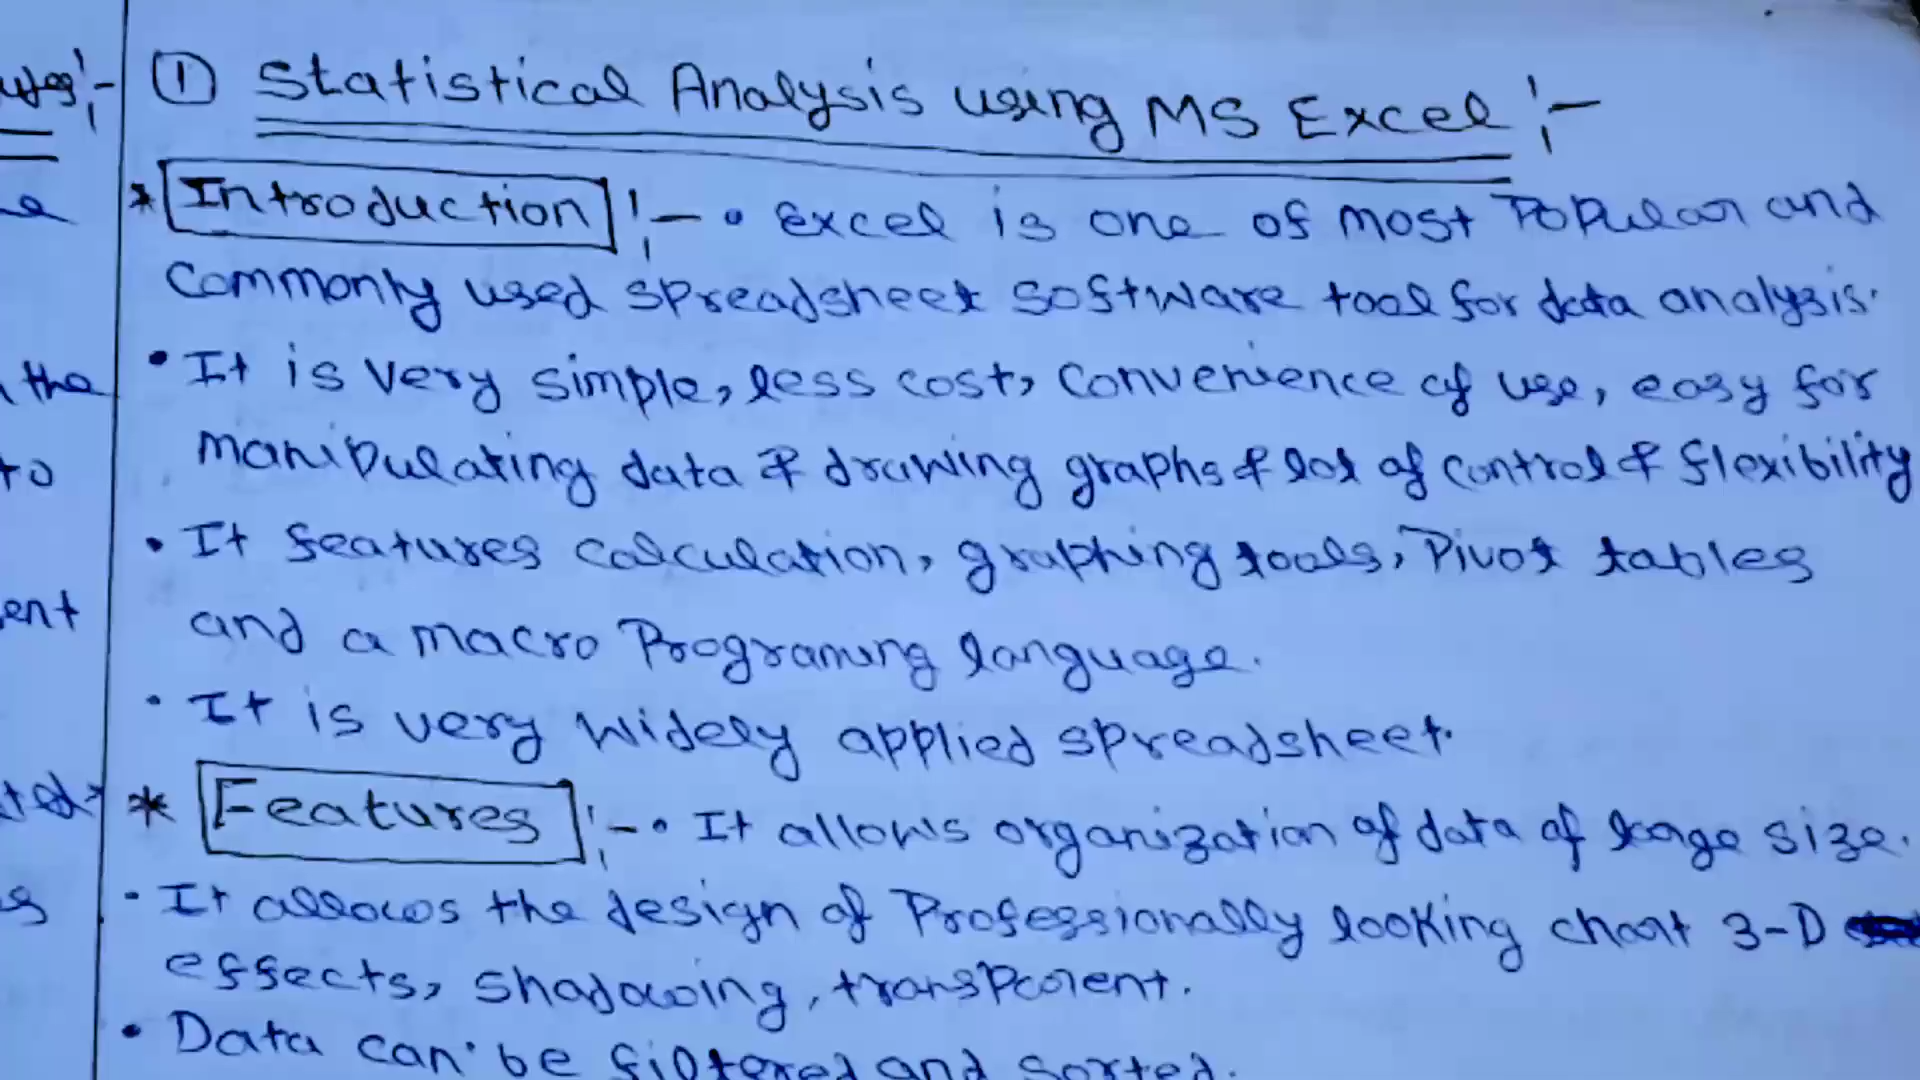 ① Statistical Analysis using MS Excel :-
* Introduction :- • Excel is one of most Popular and
Commonly used spreadsheet software tool for data analysis.
• It is very simple, less cost, convenience of use, easy for
manipulating data & drawing graphs & lot of control & flexibility
• It features calculation, graphing tools, Pivot tables
and a macro Programing language.
• It is very widely applied spreadsheet.
* Features :- • It allows organization of data of large size.
• It allows the design of Professionally looking chart 3-D
effects, shadowing, transparent.
• Data can be filtered and sorted.
the
to
ent